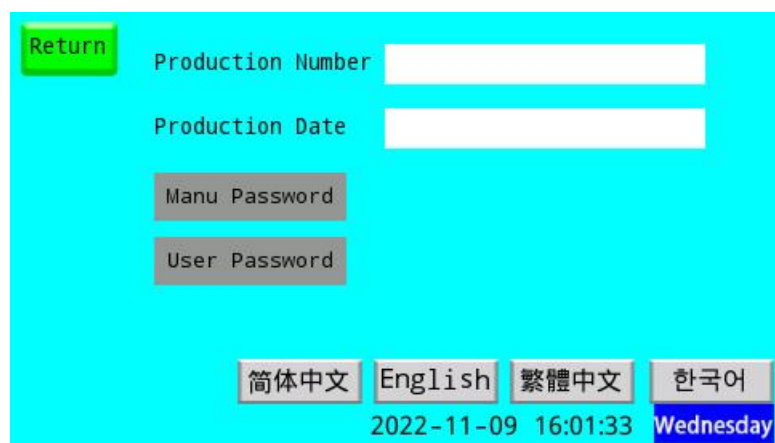 Return
Production Number
Production Date
Manu Password
User Password
简体中文 English 繁體中文 한국어
2022-11-09 16:01:33 Wednesday